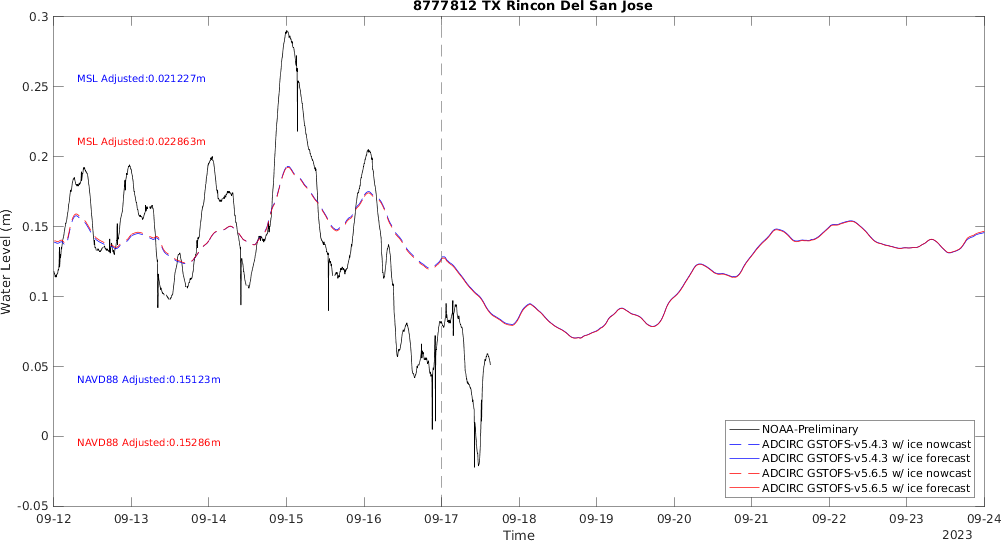 8777812 TX Rincon Del San Jose
0.3
0.25
0.2
0.15
0.1
0.05
0
-0.05
Water Level (m)
MSL Adjusted:0.021227m
MSL Adjusted:0.022863m
NAVD88 Adjusted:0.15123m
NAVD88 Adjusted:0.15286m
NOAA-Preliminary
ADCIRC GSTOFS-v5.4.3 w/ ice nowcast
ADCIRC GSTOFS-v5.4.3 w/ ice forecast
ADCIRC GSTOFS-v5.6.5 w/ ice nowcast
ADCIRC GSTOFS-v5.6.5 w/ ice forecast
09-12 09-13 09-14 09-15 09-16 09-17 09-18 09-19 09-20 09-21 09-22 09-23 09-24
Time
2023